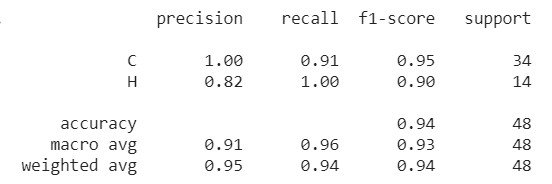 precision recall f1-score support
C 1.00 0.91 0.95 34
H 0.82 1.00 0.90 14
accuracy 0.94 48
macro avg 0.91 0.96 0.93 48
weighted avg 0.95 0.94 0.94 48